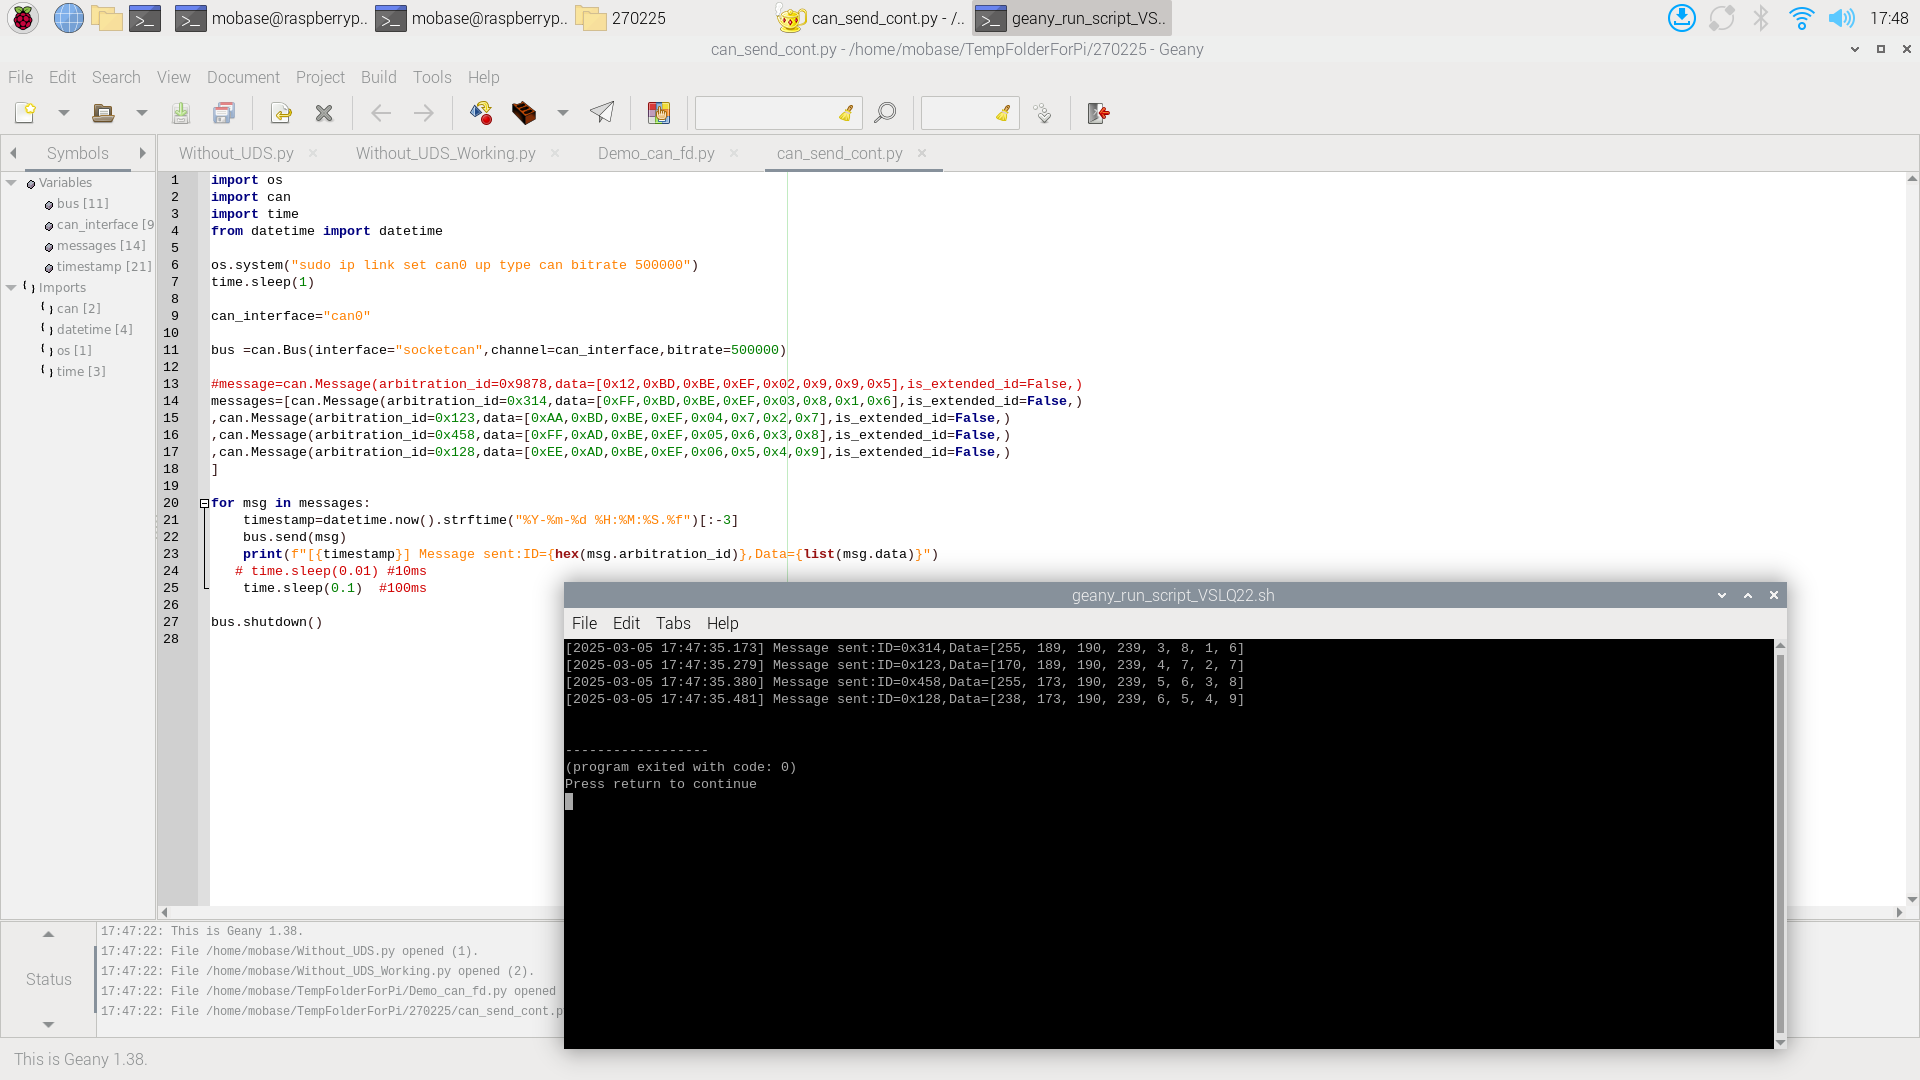 mobase@raspberryp..
mobase@raspberryp..
270225
can_send_cont.py - /..
geany_run_script_VS..
17:48
can_send_cont.py - /home/mobase/TempFolderForPi/270225 - Geany
File Edit Search View Document Project Build Tools Help
Symbols
Without_UDS.py
Without_UDS_Working.py
Demo_can_fd.py
can_send_cont.py
Variables
bus [11]
can_interface [9
messages [14]
timestamp [21]
Imports
can [2]
datetime [4]
os [1]
time [3]
1 import os
2 import can
3 import time
4 from datetime import datetime
5
6 os.system("sudo ip link set can0 up type can bitrate 500000")
7 time.sleep(1)
8
9 can_interface="can0"
10
11 bus =can.Bus(interface="socketcan",channel=can_interface,bitrate=500000)
12
13 #message=can.Message(arbitration_id=0x9878,data=[0x12,0xBD,0xBE,0xEF,0x02,0x9,0x9,0x5],is_extended_id=False,)
14 messages=[can.Message(arbitration_id=0x314,data=[0xFF,0xBD,0xBE,0xEF,0x03,0x8,0x1,0x6],is_extended_id=False,)
15 ,can.Message(arbitration_id=0x123,data=[0xAA,0xBD,0xBE,0xEF,0x04,0x7,0x2,0x7],is_extended_id=False,)
16 ,can.Message(arbitration_id=0x458,data=[0xFF,0xAD,0xBE,0xEF,0x05,0x6,0x3,0x8],is_extended_id=False,)
17 ,can.Message(arbitration_id=0x128,data=[0xEE,0xAD,0xBE,0xEF,0x06,0x5,0x4,0x9],is_extended_id=False,)
18 ]
19
20 for msg in messages:
21     timestamp=datetime.now().strftime("%Y-%m-%d %H:%M:%S.%f")[:-3]
22     bus.send(msg)
23     print(f"[{timestamp}] Message sent:ID={hex(msg.arbitration_id)},Data={list(msg.data)}")
24    # time.sleep(0.01) #10ms
25     time.sleep(0.1)  #100ms
26
27 bus.shutdown()
28
geany_run_script_VSLQ22.sh
File Edit Tabs Help
[2025-03-05 17:47:35.173] Message sent:ID=0x314,Data=[255, 189, 190, 239, 3, 8, 1, 6]
[2025-03-05 17:47:35.279] Message sent:ID=0x123,Data=[170, 189, 190, 239, 4, 7, 2, 7]
[2025-03-05 17:47:35.380] Message sent:ID=0x458,Data=[255, 173, 190, 239, 5, 6, 3, 8]
[2025-03-05 17:47:35.481] Message sent:ID=0x128,Data=[238, 173, 190, 239, 6, 5, 4, 9]
------------------
(program exited with code: 0)
Press return to continue
Status
17:47:22: This is Geany 1.38.
17:47:22: File /home/mobase/Without_UDS.py opened (1).
17:47:22: File /home/mobase/Without_UDS_Working.py opened (2).
17:47:22: File /home/mobase/TempFolderForPi/Demo_can_fd.py opened
17:47:22: File /home/mobase/TempFolderForPi/270225/can_send_cont.p
This is Geany 1.38.